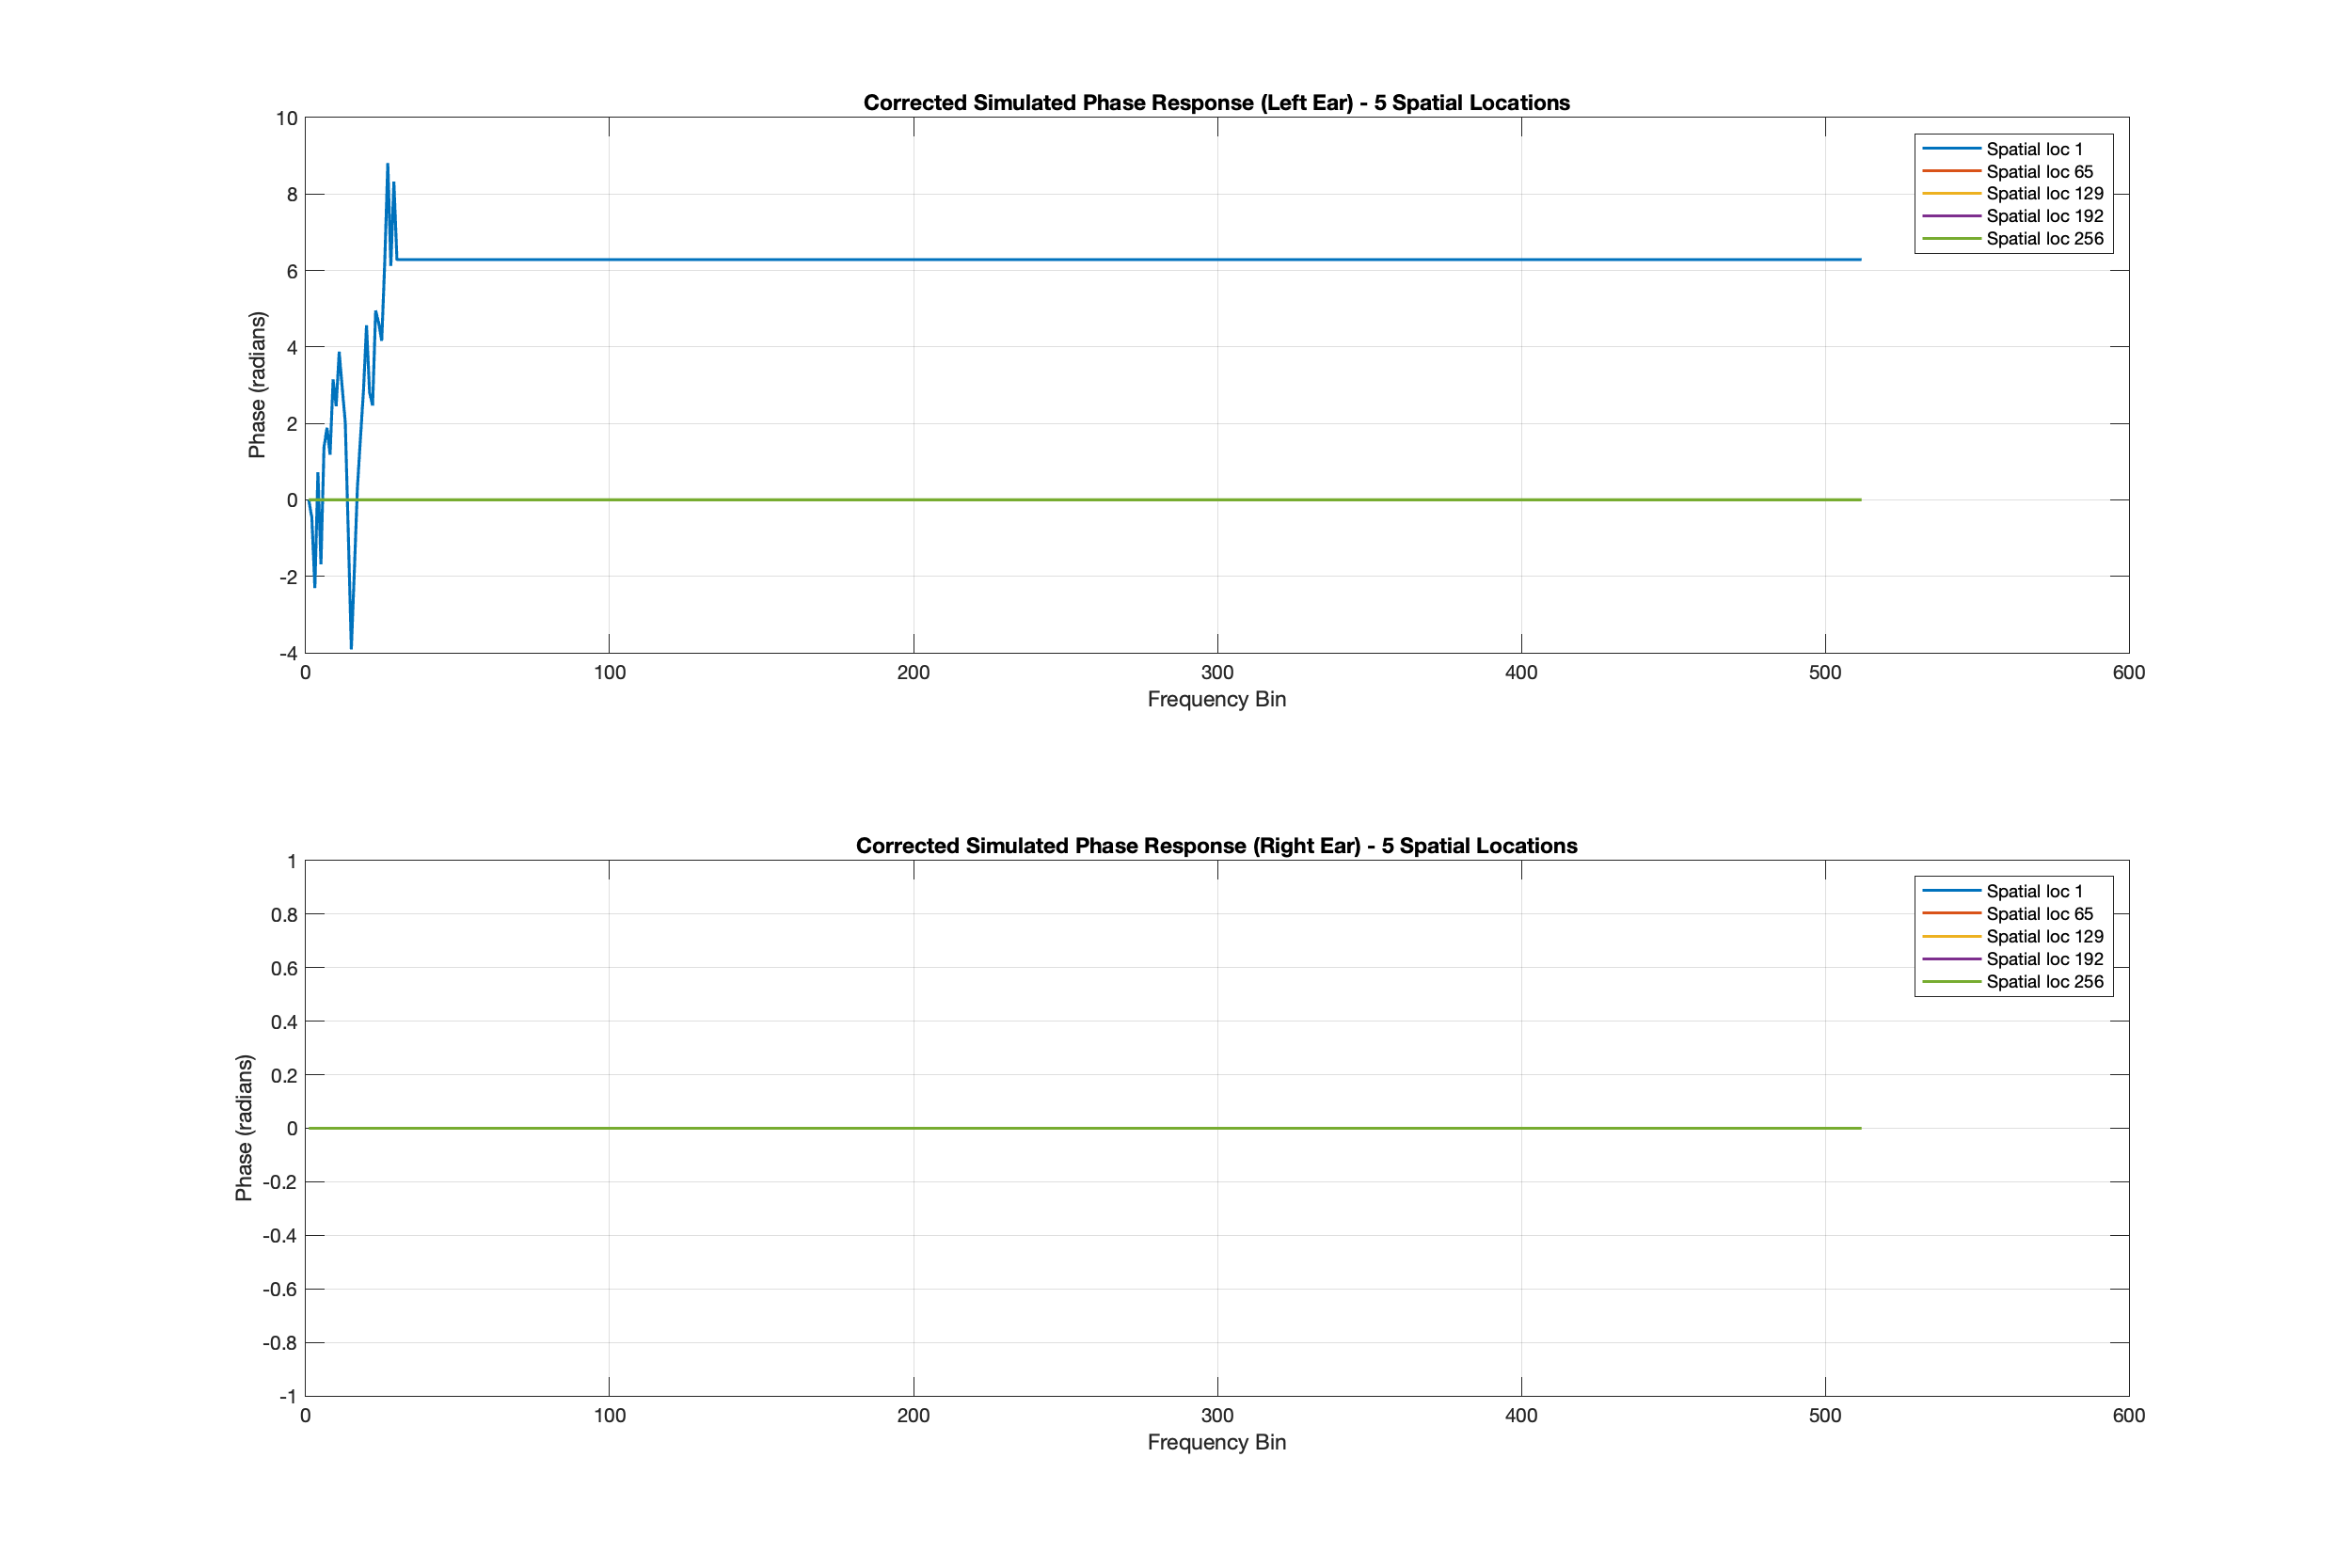 Corrected Simulated Phase Response (Left Ear) - 5 Spatial Locations
10
8
6
4
2
0
-2
-4
Phase (radians)
Spatial loc 1
Spatial loc 65
Spatial loc 129
Spatial loc 192
Spatial loc 256
0 100 200 300 400 500 600
Frequency Bin
Corrected Simulated Phase Response (Right Ear) - 5 Spatial Locations
1
0.8
0.6
0.4
0.2
0
-0.2
-0.4
-0.6
-0.8
-1
Phase (radians)
Spatial loc 1
Spatial loc 65
Spatial loc 129
Spatial loc 192
Spatial loc 256
0 100 200 300 400 500 600
Frequency Bin